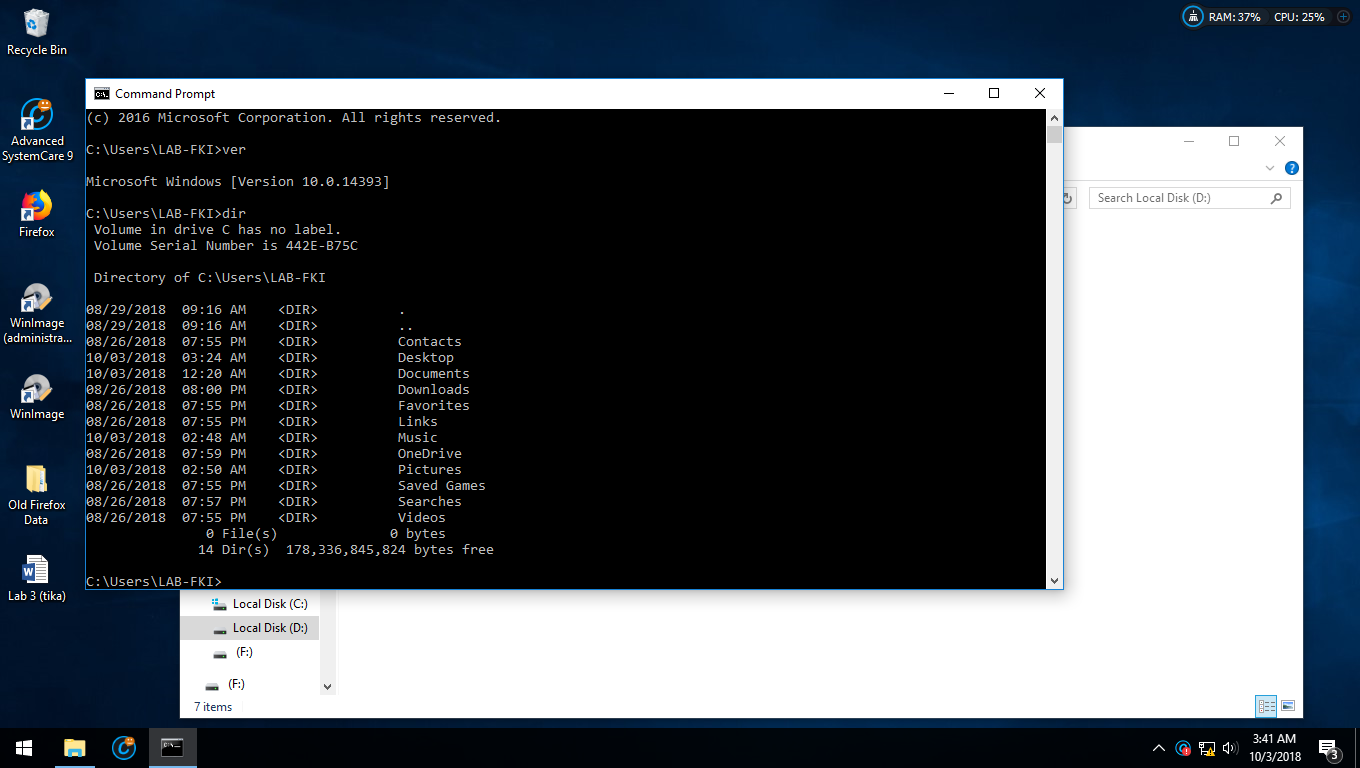 Recycle Bin
Advanced
SystemCare 9
Firefox
WinImage
(administra...
WinImage
Old Firefox
Data
Lab 3 (tika)
RAM: 37% CPU: 25%
Command Prompt
(c) 2016 Microsoft Corporation. All rights reserved.
C:\Users\LAB-FKI>ver
Microsoft Windows [Version 10.0.14393]
C:\Users\LAB-FKI>dir
Volume in drive C has no label.
Volume Serial Number is 442E-B75C
Directory of C:\Users\LAB-FKI
08/29/2018  09:16 AM    <DIR>          .
08/29/2018  09:16 AM    <DIR>          ..
08/26/2018  07:55 PM    <DIR>          Contacts
10/03/2018  03:24 AM    <DIR>          Desktop
10/03/2018  12:20 AM    <DIR>          Documents
08/26/2018  08:00 PM    <DIR>          Downloads
08/26/2018  07:55 PM    <DIR>          Favorites
08/26/2018  07:55 PM    <DIR>          Links
10/03/2018  02:48 AM    <DIR>          Music
08/26/2018  07:59 PM    <DIR>          OneDrive
10/03/2018  02:50 AM    <DIR>          Pictures
08/26/2018  07:55 PM    <DIR>          Saved Games
08/26/2018  07:57 PM    <DIR>          Searches
08/26/2018  07:55 PM    <DIR>          Videos
0 File(s)              0 bytes
14 Dir(s)  178,336,845,824 bytes free
C:\Users\LAB-FKI>
Search Local Disk (D:)
Local Disk (C:)
Local Disk (D:)
(F:)
(F:)
7 items
3:41 AM
10/3/2018
3